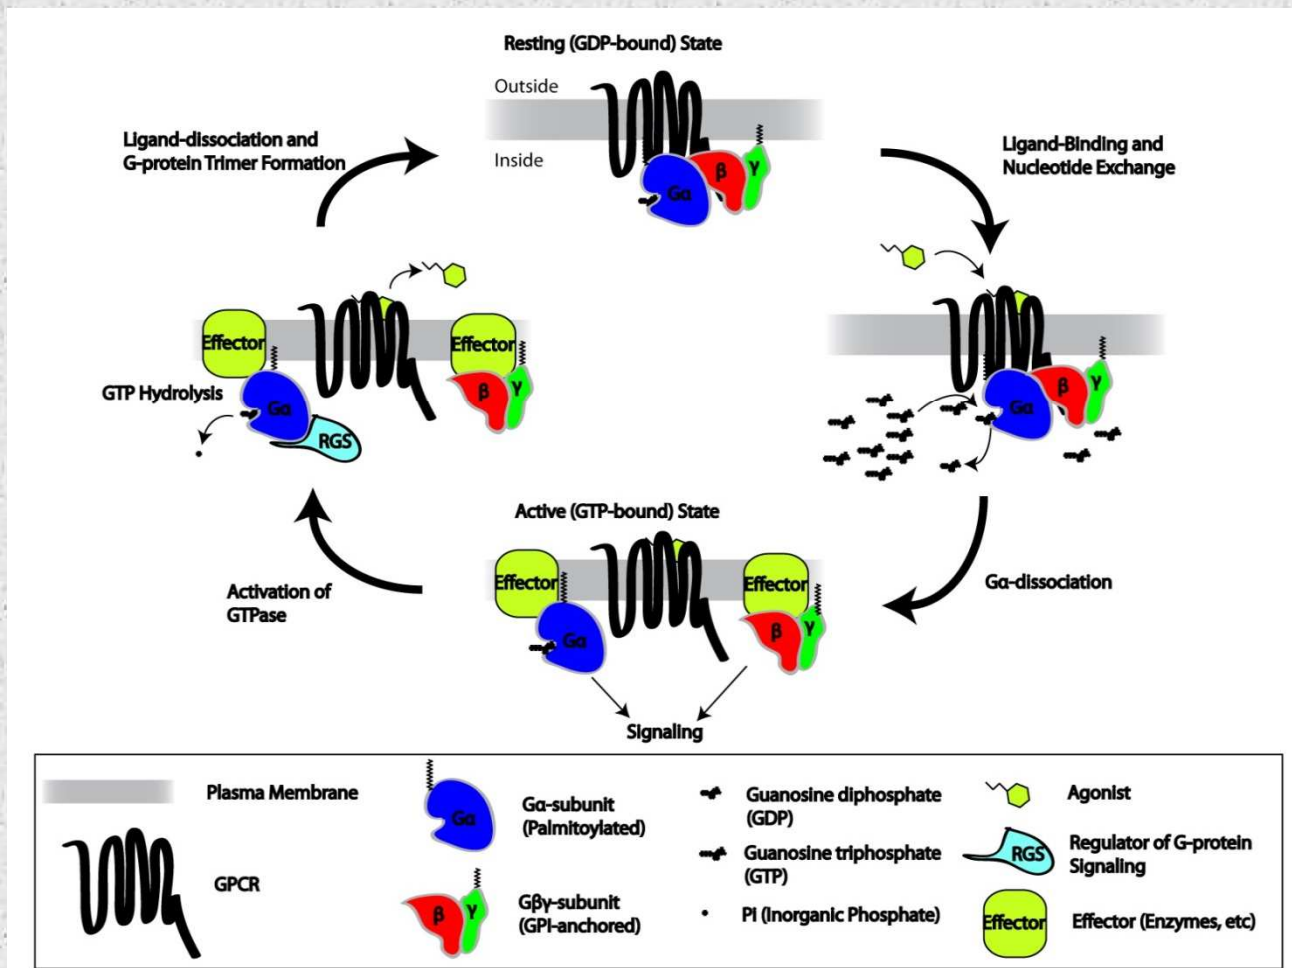 Resting (GDP-bound) State
Outside
Inside
Gα
β
γ
Ligand-dissociation and
G-protein Trimer Formation
Ligand-Binding and
Nucleotide Exchange
Effector
Effector
GTP Hydrolysis
Gα
RGS
β
γ
Gα
β
γ
Active (GTP-bound) State
Activation of
GTPase
Effector
Effector
Gα
β
γ
Gα-dissociation
Signaling
Plasma Membrane
GPCR
Gα
Gα-subunit
(Palmitoylated)
β
γ
Gβγ-subunit
(GPI-anchored)
Guanosine diphosphate
(GDP)
Guanosine triphosphate
(GTP)
PI (Inorganic Phosphate)
Agonist
RGS
Regulator of G-protein
Signaling
Effector
Effector (Enzymes, etc)